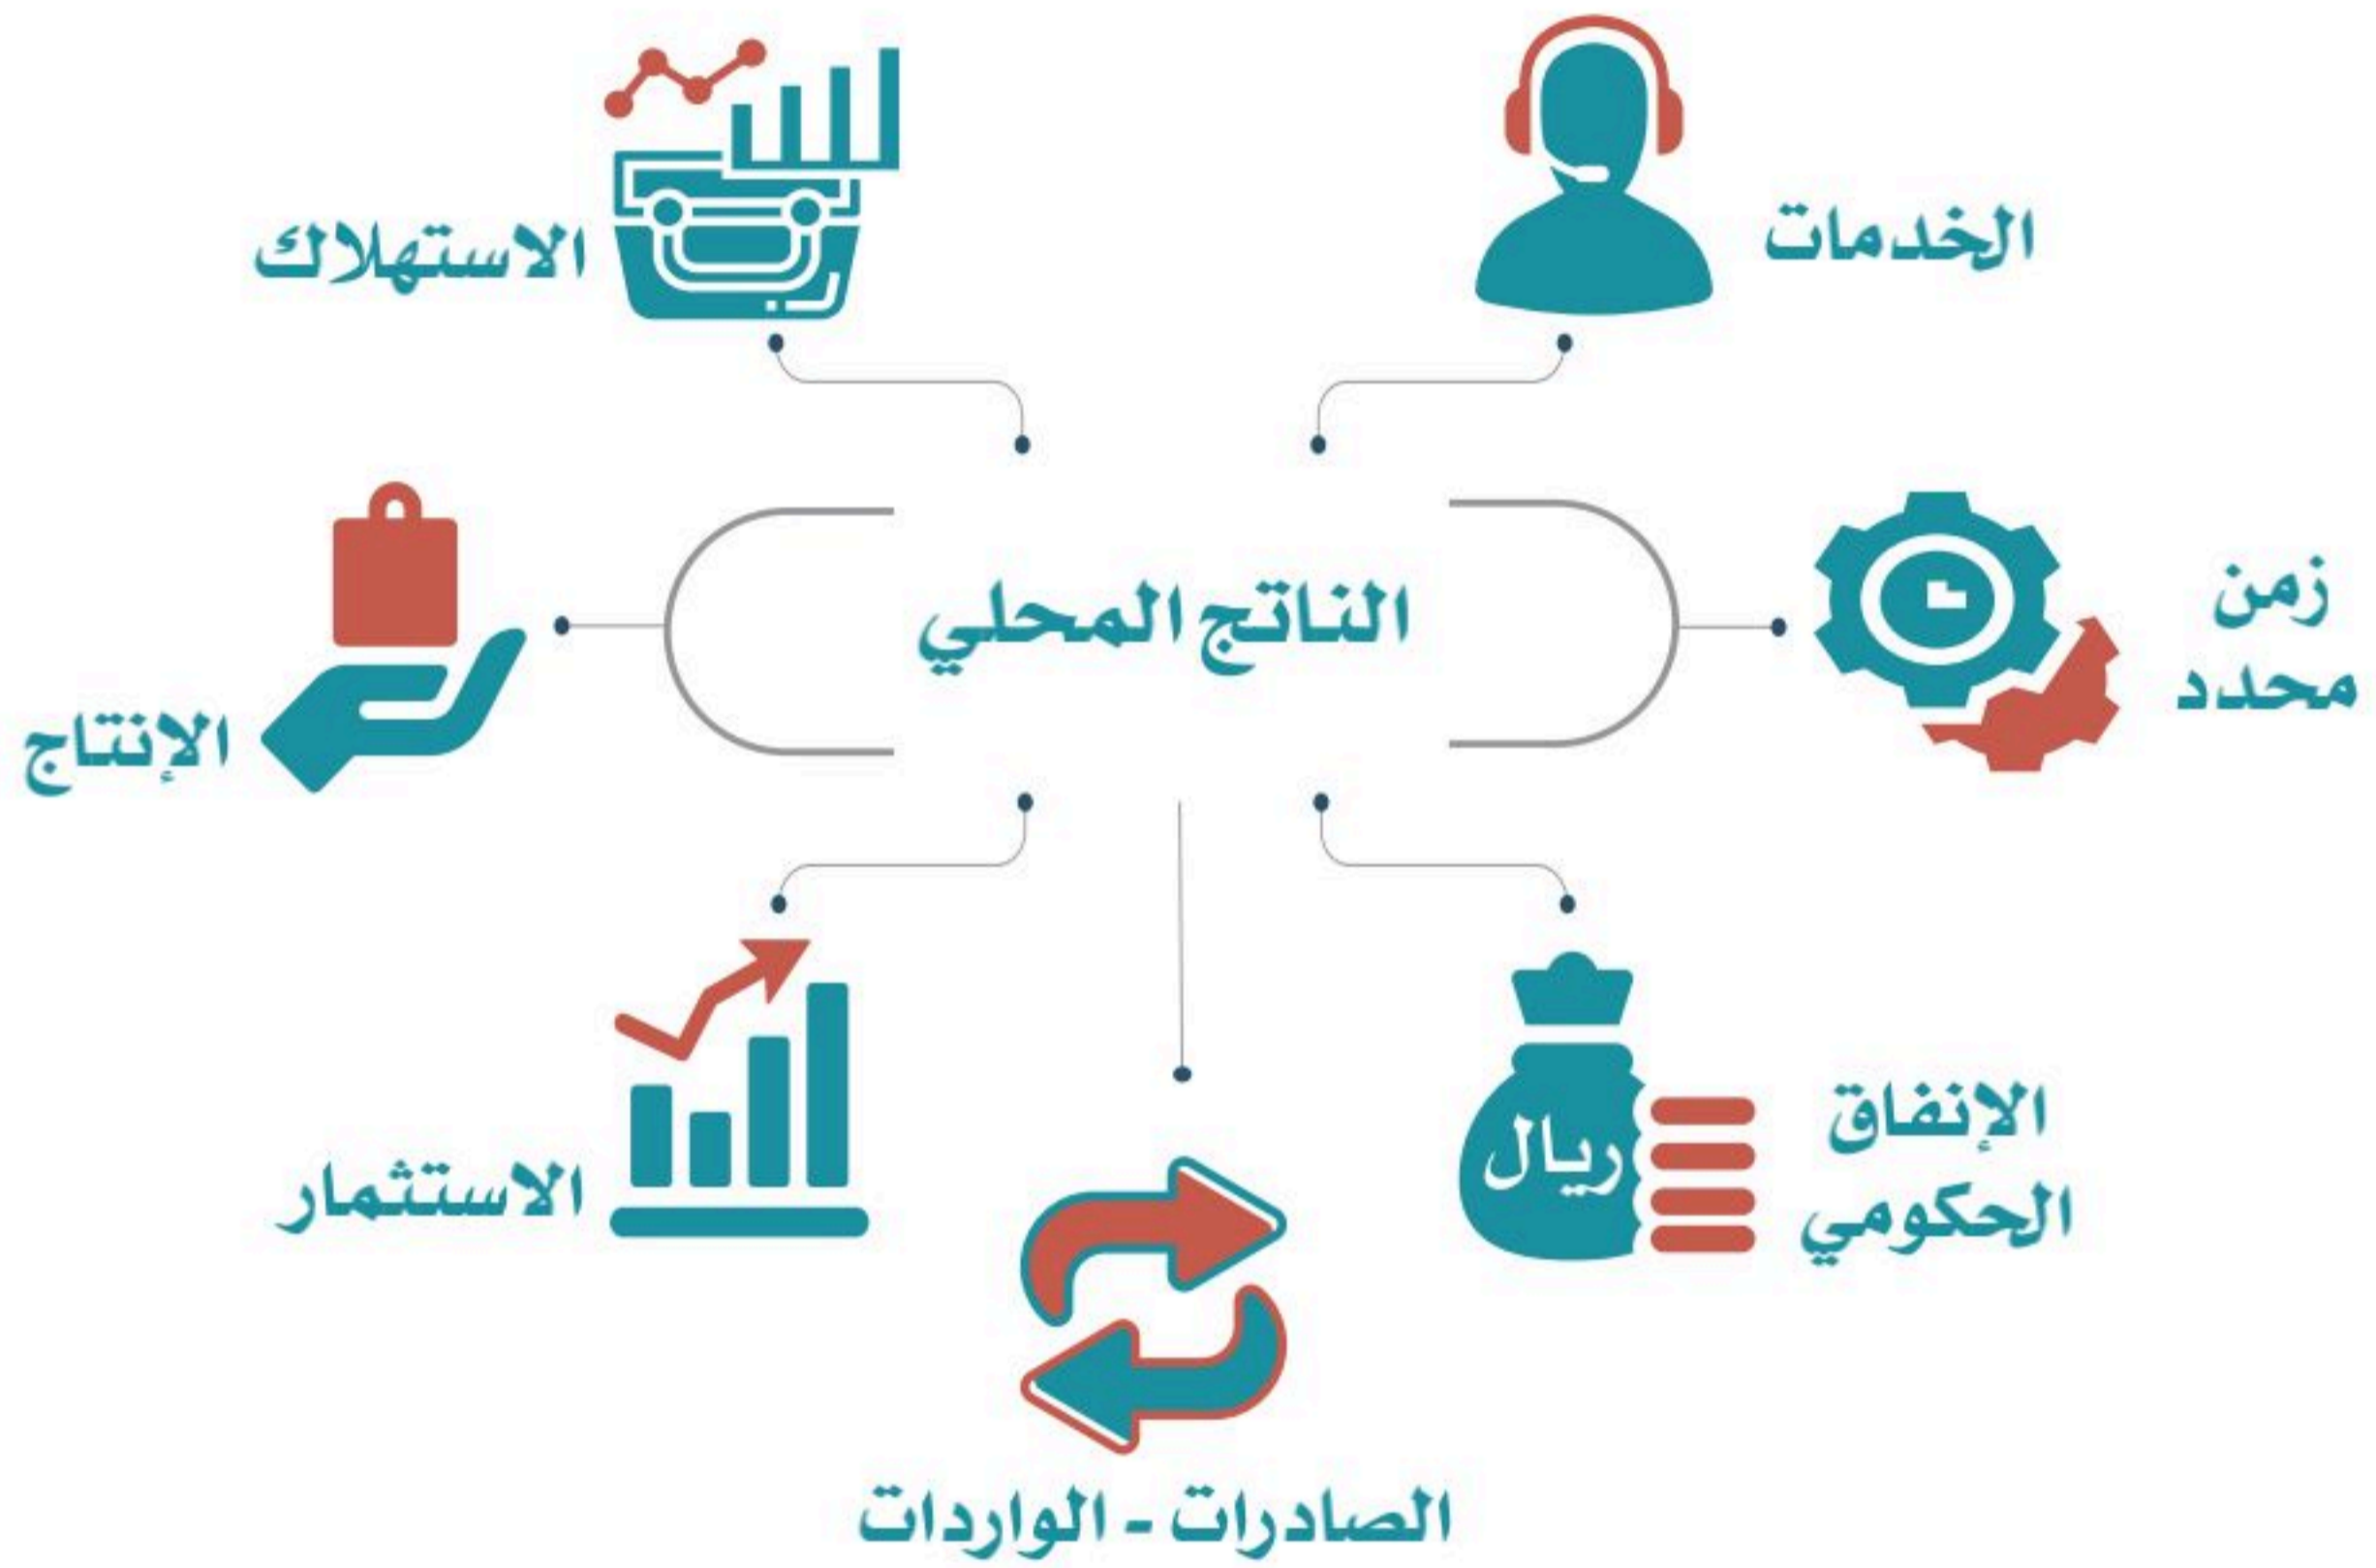 الخدمات
الاستهلاك
زمن
محدد
الناتج المحلي
الإنتاج
الإنفاق
الحكومي
ريال
الاستثمار
الصادرات - الواردات